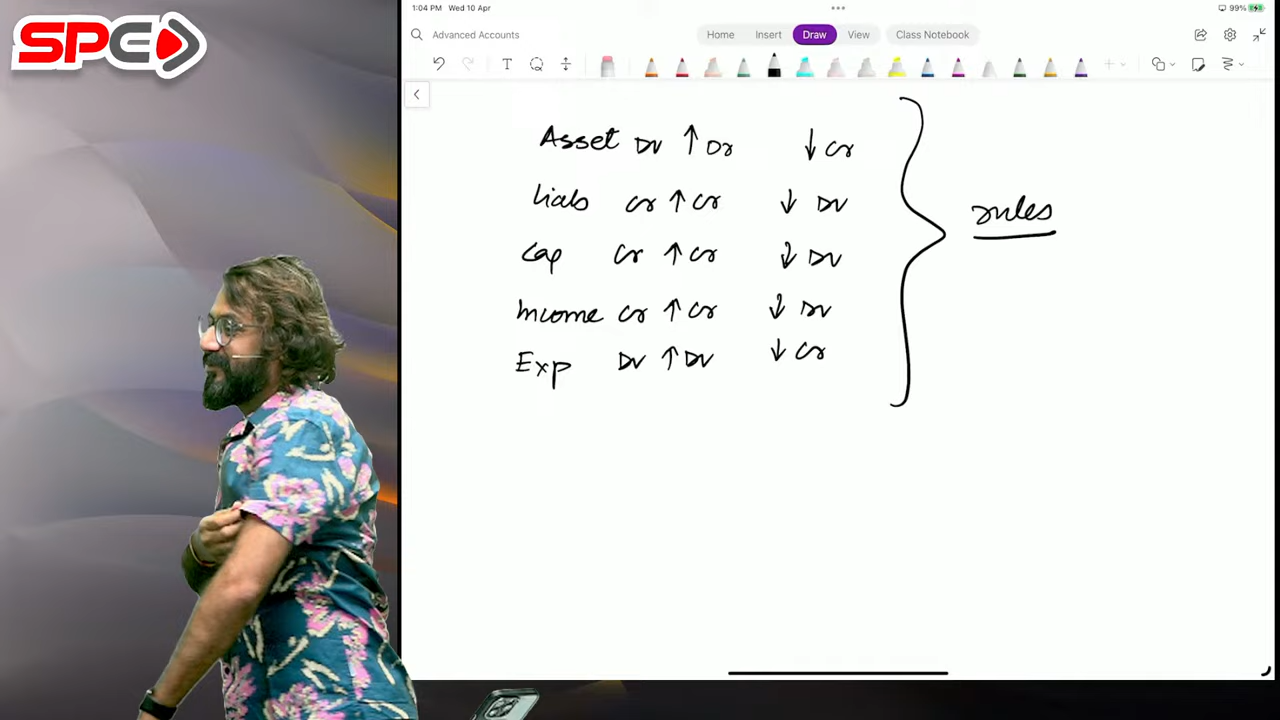 SPC
1:04 PM Wed 10 Apr
99%
Advanced Accounts
Home Insert Draw View Class Notebook
T
Asset Dr ↑ Dr ↓ Cr
Liab Cr ↑ Cr ↓ Dr
Cap Cr ↑ Cr ↓ Dr
Income Cr ↑ Cr ↓ Dr
Exp Dr ↑ Dr ↓ Cr
rules